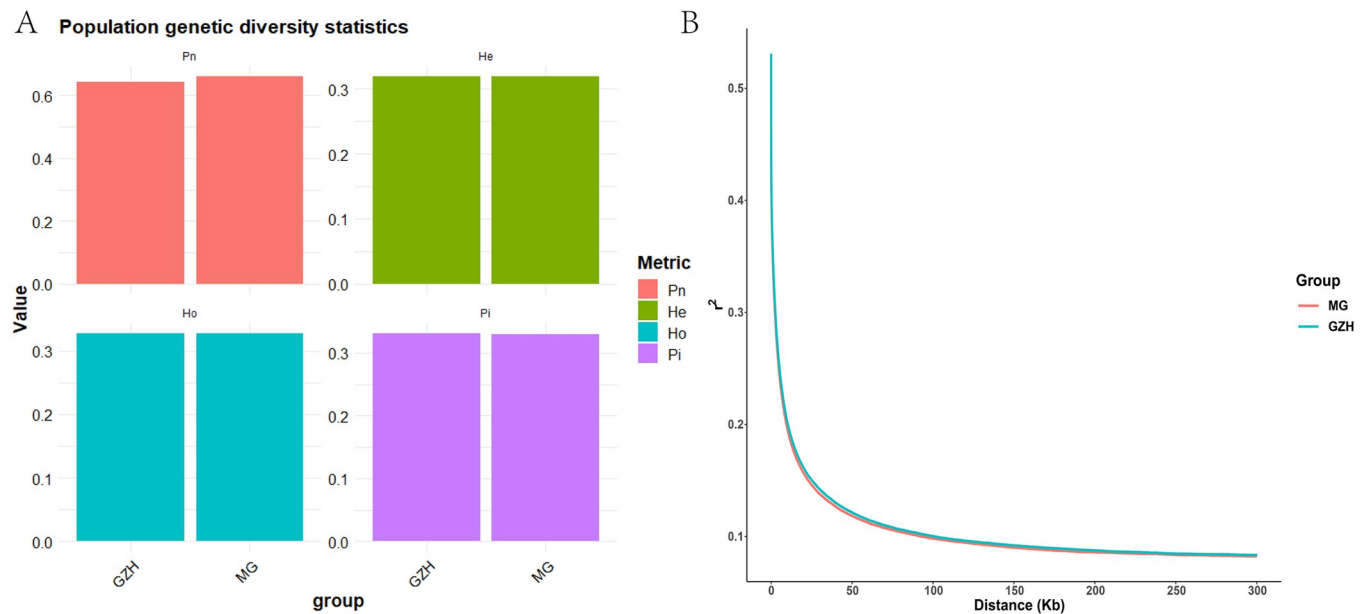 A
Population genetic diversity statistics
Pn
He
0.6
0.4
0.2
0.0
0.3
0.2
0.1
0.0
Value
Ho
Pi
0.3
0.2
0.1
0.0
0.3
0.2
0.1
0.0
GZH
MG
GZH
MG
group
Metric
Pn
He
Ho
Pi
B
0.5
0.4
0.3
0.2
0.1
r²
0
50
100
150
200
250
300
Distance (Kb)
Group
MG
GZH